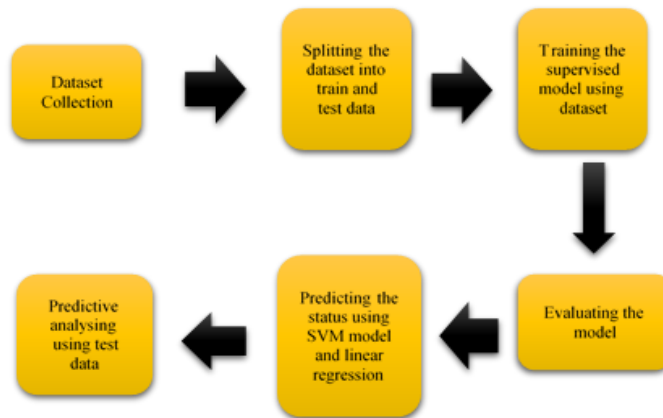 Dataset
Collection
Splitting the
dataset into
train and
test data
Training the
supervised
model using
dataset
Evaluating the
model
Predicting the
status using
SVM model
and linear
regression
Predictive
analysing
using test
data